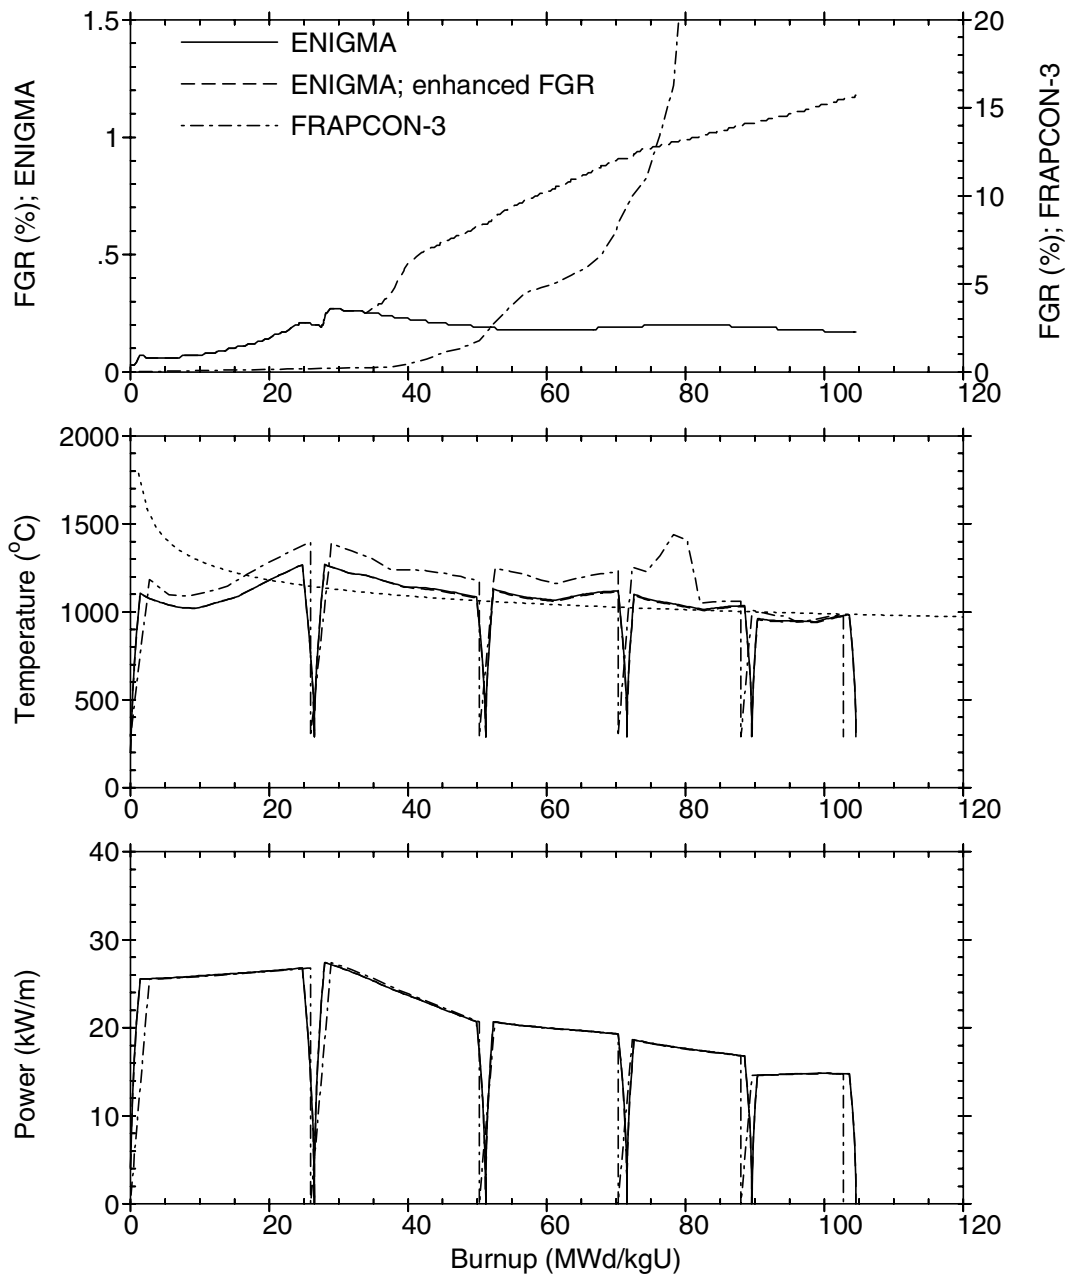 1.5
1
.5
0
FGR (%); ENIGMA
ENIGMA
ENIGMA; enhanced FGR
FRAPCON-3
20
15
10
5
0
FGR (%); FRAPCON-3
0 20 40 60 80 100 120
2000
1500
1000
500
0
Temperature (°C)
0 20 40 60 80 100 120
40
30
20
10
0
Power (kW/m)
0 20 40 60 80 100 120
Burnup (MWd/kgU)